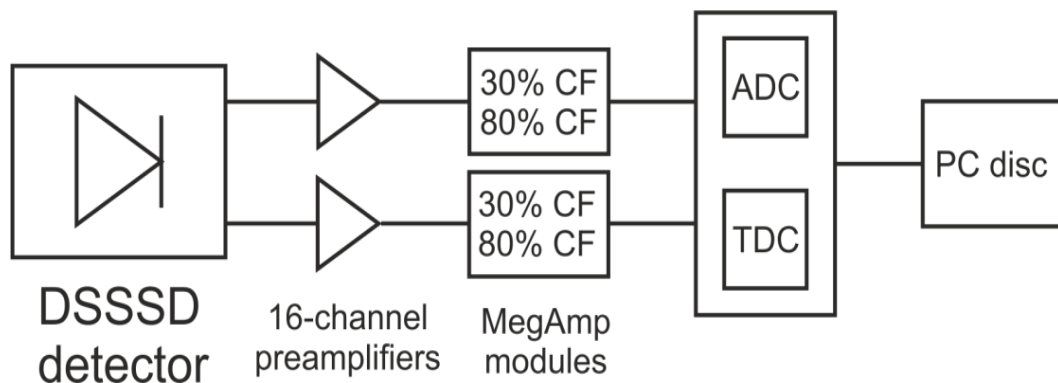 DSSSD
detector
16-channel
preamplifiers
30% CF
80% CF
30% CF
80% CF
MegAmp
modules
ADC
TDC
PC disc